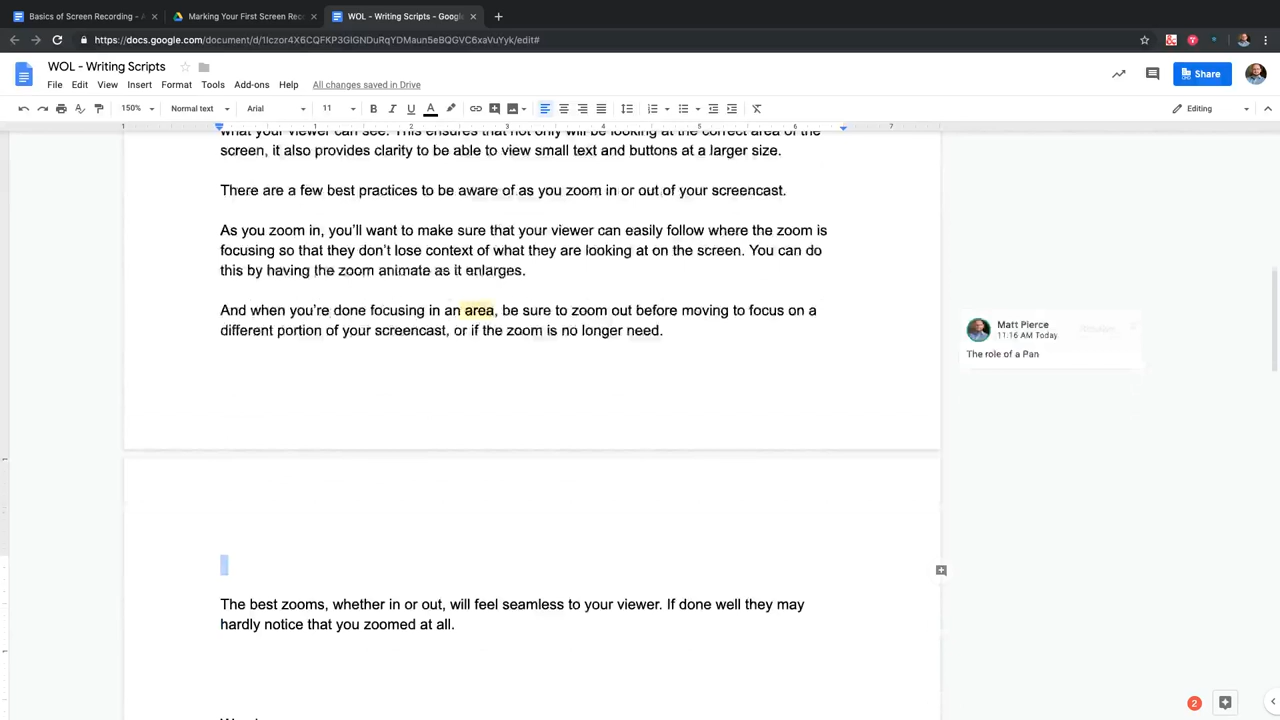 Basics of Screen Recording - A
Marking Your First Screen Rec
WOL - Writing Scripts - Google
https://docs.google.com/document/d/1Iczor4X6CQFKP3GlGNDuRqYDMaun5eBQGVC6xaVuYyk/edit#
WOL - Writing Scripts
File Edit View Insert Format Tools Add-ons Help All changes saved in Drive
Share
150% Normal text Arial 11 Editing
1 1 2 3 4 5 6 7
what your viewer can see. This ensures that not only will be looking at the correct area of the
screen, it also provides clarity to be able to view small text and buttons at a larger size.
There are a few best practices to be aware of as you zoom in or out of your screencast.
As you zoom in, you'll want to make sure that your viewer can easily follow where the zoom is
focusing so that they don't lose context of what they are looking at on the screen. You can do
this by having the zoom animate as it enlarges.
And when you're done focusing in an area, be sure to zoom out before moving to focus on a
different portion of your screencast, or if the zoom is no longer need.
Matt Pierce
11:16 AM Today
The role of a Pan
The best zooms, whether in or out, will feel seamless to your viewer. If done well they may
hardly notice that you zoomed at all.
2